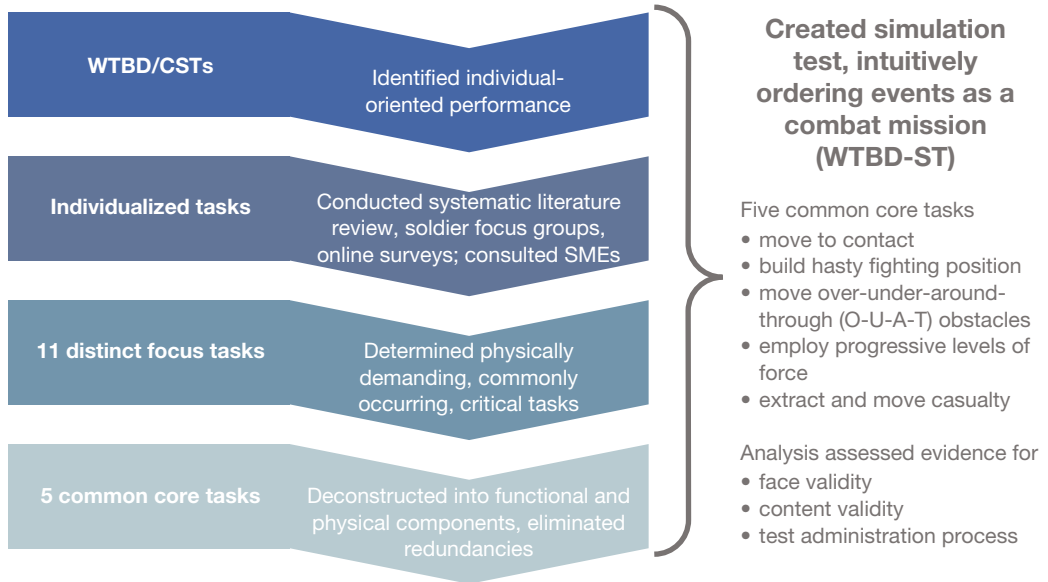 WTBD/CSTs
Identified individual-
oriented performance
Individualized tasks
Conducted systematic literature
review, soldier focus groups,
online surveys; consulted SMEs
11 distinct focus tasks
Determined physically
demanding, commonly
occurring, critical tasks
5 common core tasks
Deconstructed into functional and
physical components, eliminated
redundancies
Created simulation
test, intuitively
ordering events as a
combat mission
(WTBD-ST)
Five common core tasks
• move to contact
• build hasty fighting position
• move over-under-around-
through (O-U-A-T) obstacles
• employ progressive levels of
force
• extract and move casualty
Analysis assessed evidence for
• face validity
• content validity
• test administration process